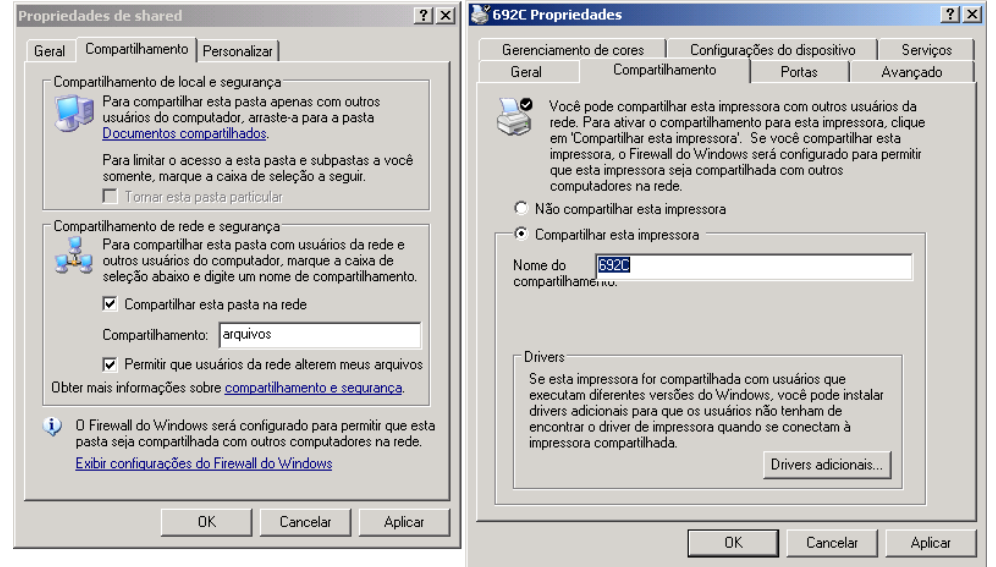 Propriedades de shared
Geral
Compartilhamento
Personalizar
Compartilhamento de local e segurança
Para compartilhar esta pasta apenas com outros
usuários do computador, arraste-a para a pasta
Documentos compartilhados.
Para limitar o acesso a esta pasta e subpastas a você
somente, marque a caixa de seleção a seguir.
Tornar esta pasta particular
Compartilhamento de rede e segurança
Para compartilhar esta pasta com usuários da rede e
outros usuários do computador, marque a caixa de
seleção abaixo e digite um nome de compartilhamento.
Compartilhar esta pasta na rede
Compartilhamento: arquivos
Permitir que usuários da rede alterem meus arquivos
Obter mais informações sobre compartilhamento e segurança.
O Firewall do Windows será configurado para permitir que esta
pasta seja compartilhada com outros computadores na rede.
Exibir configurações do Firewall do Windows
OK
Cancelar
Aplicar
692C Propriedades
Gerenciamento de cores
Configurações do dispositivo
Serviços
Geral
Compartilhamento
Portas
Avançado
Você pode compartilhar esta impressora com outros usuários da
rede. Para ativar o compartilhamento para esta impressora, clique
em 'Compartilhar esta impressora'. Se você compartilhar esta
impressora, o Firewall do Windows será configurado para permitir
que esta impressora seja compartilhada com outros
computadores na rede.
Não compartilhar esta impressora
Compartilhar esta impressora
Nome do
compartilhamento:
692C
Drivers
Se esta impressora for compartilhada com usuários que
executam diferentes versões do Windows, você pode instalar
drivers adicionais para que os usuários não tenham de
encontrar o driver de impressora quando se conectam à
impressora compartilhada.
Drivers adicionais...
OK
Cancelar
Aplicar